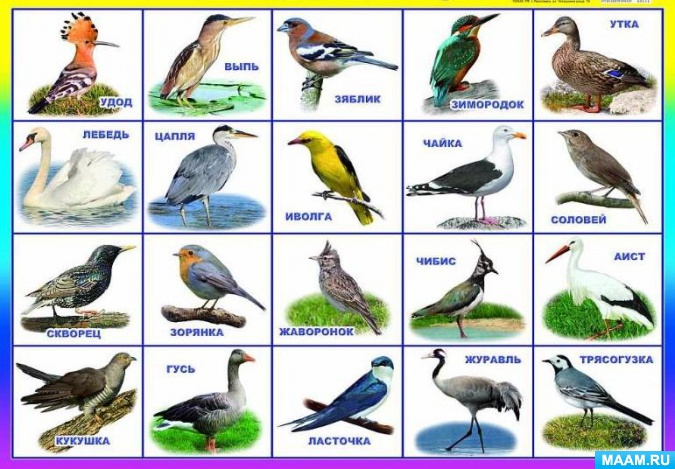 УДОД
ВЫПЬ
ЗЯБЛИК
ЗИМОРОДОК
УТКА
ЛЕБЕДЬ
ЦАПЛЯ
ИВОЛГА
ЧАЙКА
СОЛОВЕЙ
СКВОРЕЦ
ЗОРЯНКА
ЖАВОРОНОК
ЧИБИС
АИСТ
КУКУШКА
ГУСЬ
ЛАСТОЧКА
ЖУРАВЛЬ
ТРЯСОГУЗКА
MAAM.RU